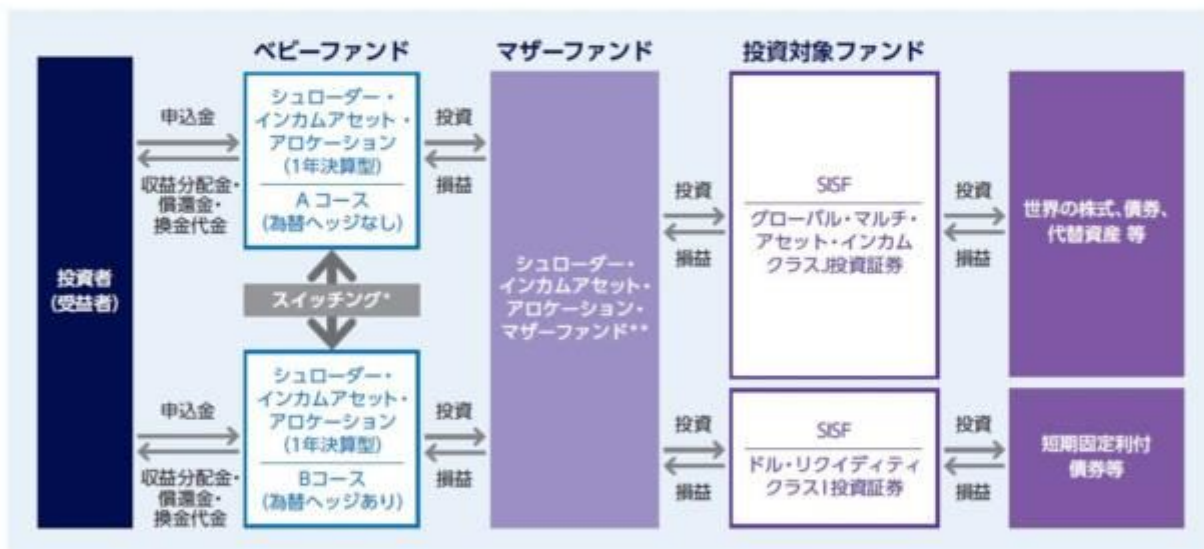 ベビーファンド
マザーファンド
投資対象ファンド
投資者
(受益者)
申込金
収益分配金・
償還金・
換金代金
シュローダー・
インカムアセット・
アロケーション
(1年決算型)
Aコース
(為替ヘッジなし)
スイッチング*
申込金
収益分配金・
償還金・
換金代金
シュローダー・
インカムアセット・
アロケーション
(1年決算型)
Bコース
(為替ヘッジあり)
投資
損益
投資
損益
シュローダー・
インカムアセット・
アロケーション・
マザーファンド**
投資
損益
SISF
グローバル・マルチ・
アセット・インカム
クラスJ投資証券
投資
損益
世界の株式、債券、
代替資産 等
投資
損益
SISF
ドル・リクイディティ
クラスI投資証券
投資
損益
短期固定利付
債券等